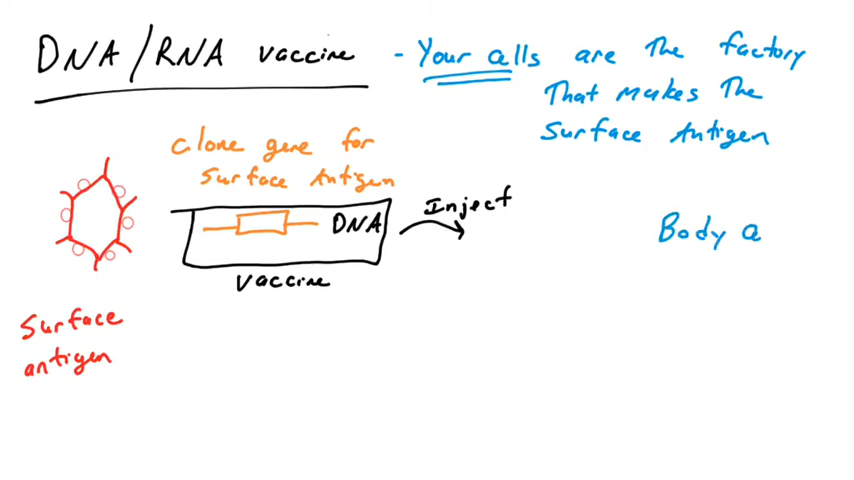 DNA/RNA vaccine - Your cells are the factory
that makes the
surface antigen
clone gene for
surface antigen
Inject
DNA
vaccine
Body a
surface
antigen